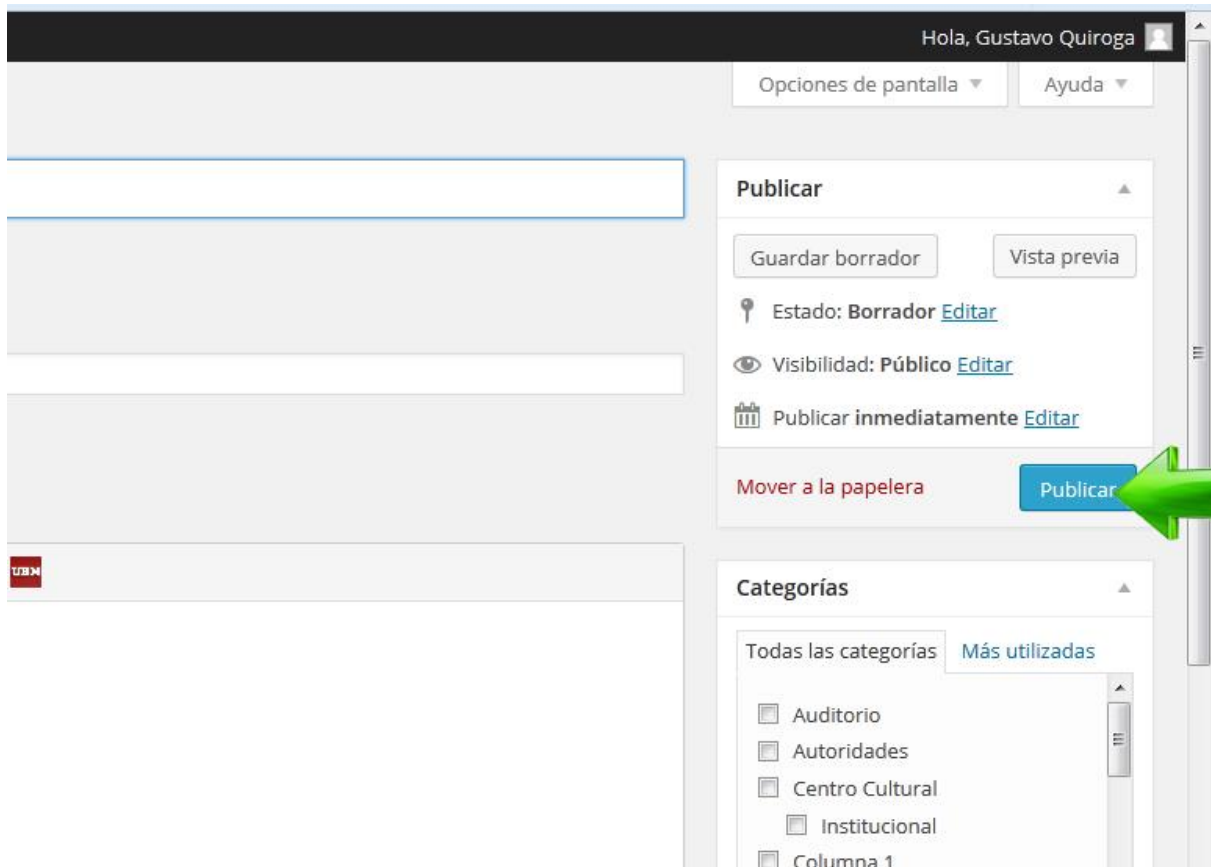 Hola, Gustavo Quiroga
Opciones de pantalla Ayuda
Publicar
Guardar borrador Vista previa
Estado: Borrador Editar
Visibilidad: Público Editar
Publicar inmediatamente Editar
Mover a la papelera Publicar
UBM
Categorías
Todas las categorías Más utilizadas
Auditorio
Autoridades
Centro Cultural
Institucional
Columna 1